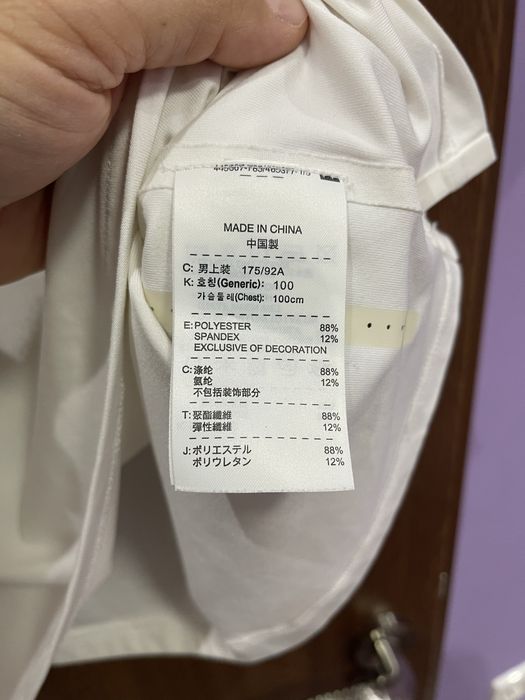 MADE IN CHINA
中国製
C: 男上装 175/92A
K: 호칭(Generic): 100
가슴둘레(Chest): 100cm
E: POLYESTER 88%
SPANDEX 12%
EXCLUSIVE OF DECORATION
C: 涤纶 88%
氨纶 12%
不包括装饰部分
T: 聚酯纖維 88%
彈性纖維 12%
J: ポリエステル 88%
ポリウレタン 12%